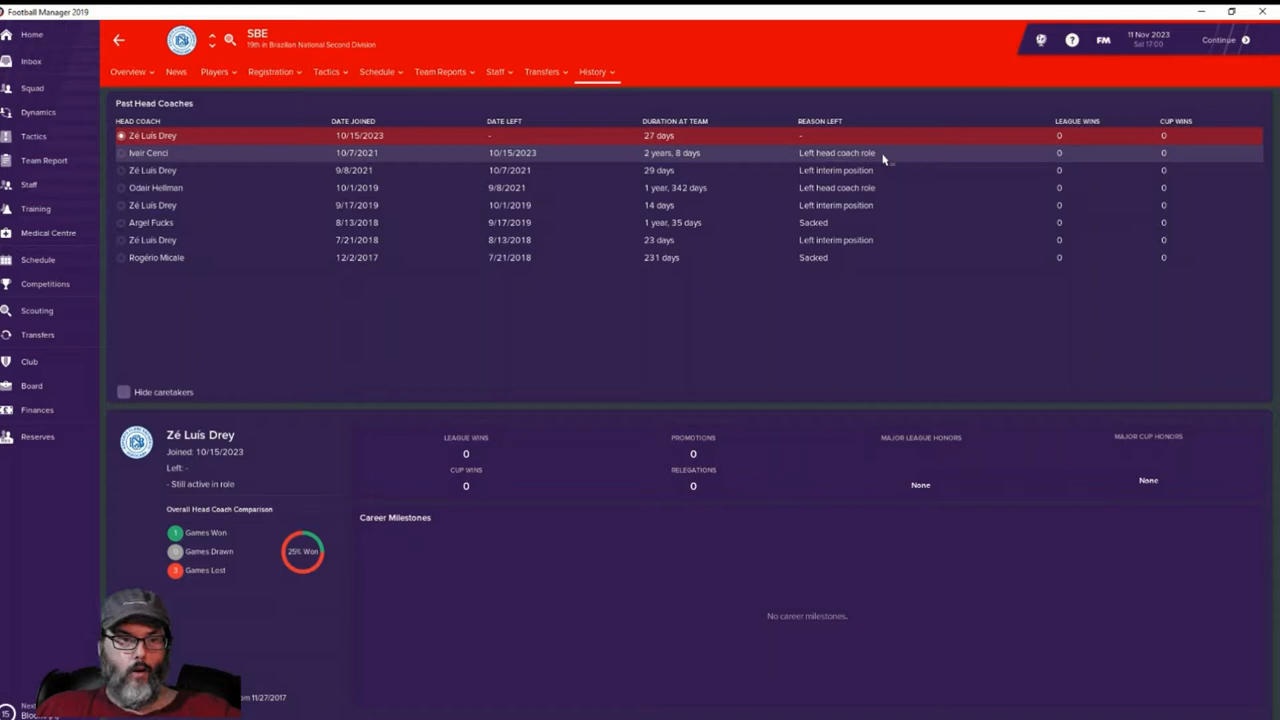 Football Manager 2019
Home
SBE
19th in Brazilian National Second Division
11 Nov 2023
Sat 17:00
FM
Continue
Inbox
Overview
News
Players
Registration
Tactics
Schedule
Team Reports
Staff
Transfers
History
Squad
Dynamics
Tactics
Team Report
Staff
Training
Medical Centre
Schedule
Competitions
Scouting
Transfers
Club
Board
Finances
Reserves
Past Head Coaches
HEAD COACH DATE JOINED DATE LEFT DURATION AT TEAM REASON LEFT LEAGUE WINS CUP WINS
Zé Luís Drey 10/15/2023 - 27 days - 0 0
Ivair Cenci 10/7/2021 10/15/2023 2 years, 8 days Left head coach role 0 0
Zé Luís Drey 9/8/2021 10/7/2021 29 days Left interim position 0 0
Odair Hellman 10/1/2019 9/8/2021 1 year, 342 days Left head coach role 0 0
Zé Luís Drey 9/17/2019 10/1/2019 14 days Left interim position 0 0
Argel Fucks 8/13/2018 9/17/2019 1 year, 35 days Sacked 0 0
Zé Luís Drey 7/21/2018 8/13/2018 23 days Left interim position 0 0
Rogério Micale 12/2/2017 7/21/2018 231 days Sacked 0 0
Hide caretakers
Zé Luís Drey
Joined: 10/15/2023
Left: -
- Still active in role
Overall Head Coach Comparison
1 Games Won
0 Games Drawn
3 Games Lost
25% Won
LEAGUE WINS
0
CUP WINS
0
PROMOTIONS
0
RELEGATIONS
0
MAJOR LEAGUE HONORS
None
MAJOR CUP HONORS
None
Career Milestones
No career milestones.
om 11/27/2017
15
Nex